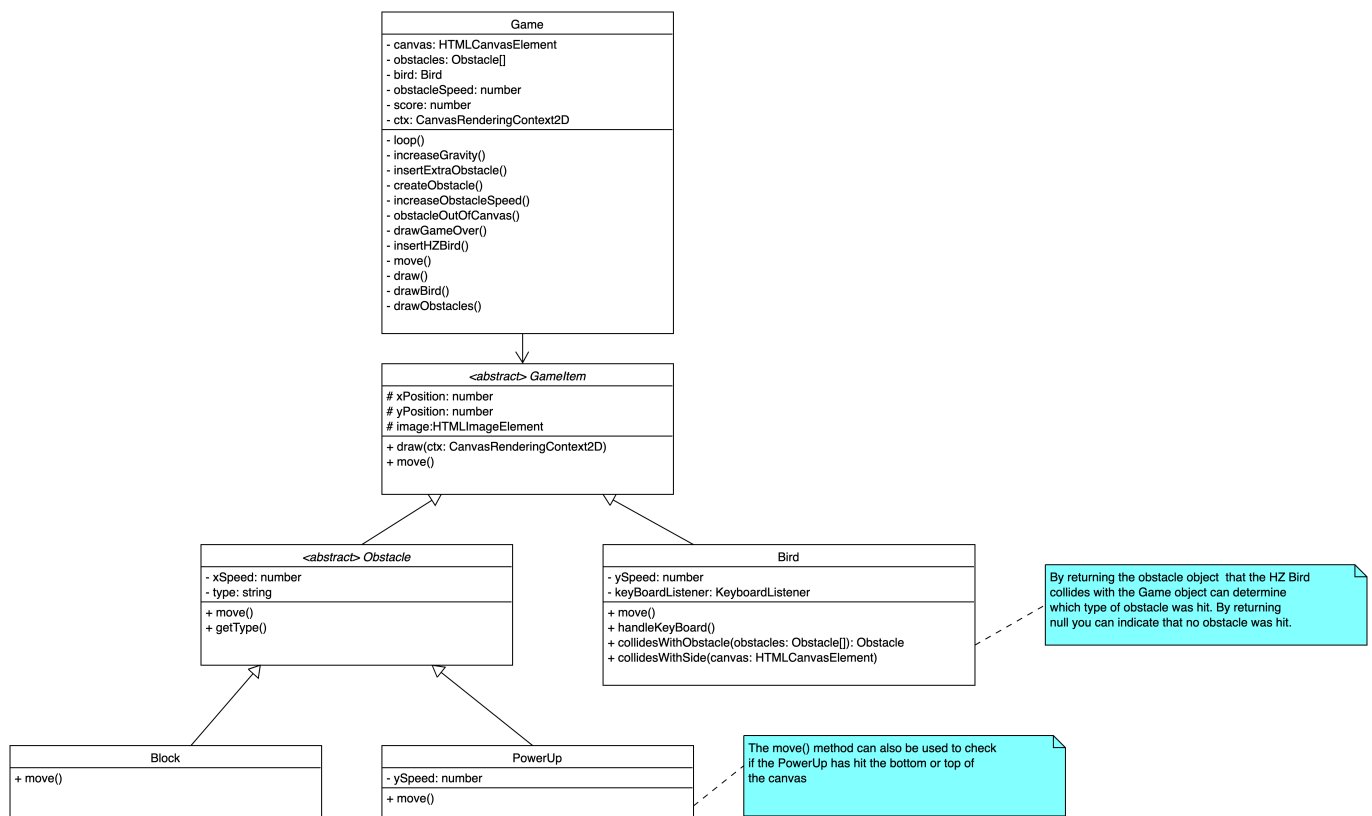 Game
- canvas: HTMLCanvasElement
- obstacles: Obstacle[]
- bird: Bird
- obstacleSpeed: number
- score: number
- ctx: CanvasRenderingContext2D
- loop()
- increaseGravity()
- insertExtraObstacle()
- createObstacle()
- increaseObstacleSpeed()
- obstacleOutOfCanvas()
- drawGameOver()
- insertHZBird()
- move()
- draw()
- drawBird()
- drawObstacles()
<abstract> GameItem
# xPosition: number
# yPosition: number
# image:HTMLImageElement
+ draw(ctx: CanvasRenderingContext2D)
+ move()
<abstract> Obstacle
- xSpeed: number
- type: string
+ move()
+ getType()
Bird
- ySpeed: number
- keyBoardListener: KeyboardListener
+ move()
+ handleKeyBoard()
+ collidesWithObstacle(obstacles: Obstacle[]): Obstacle
+ collidesWithSide(canvas: HTMLCanvasElement)
By returning the obstacle object that the HZ Bird
collides with the Game object can determine
which type of obstacle was hit. By returning
null you can indicate that no obstacle was hit.
Block
+ move()
PowerUp
- ySpeed: number
+ move()
The move() method can also be used to check
if the PowerUp has hit the bottom or top of
the canvas